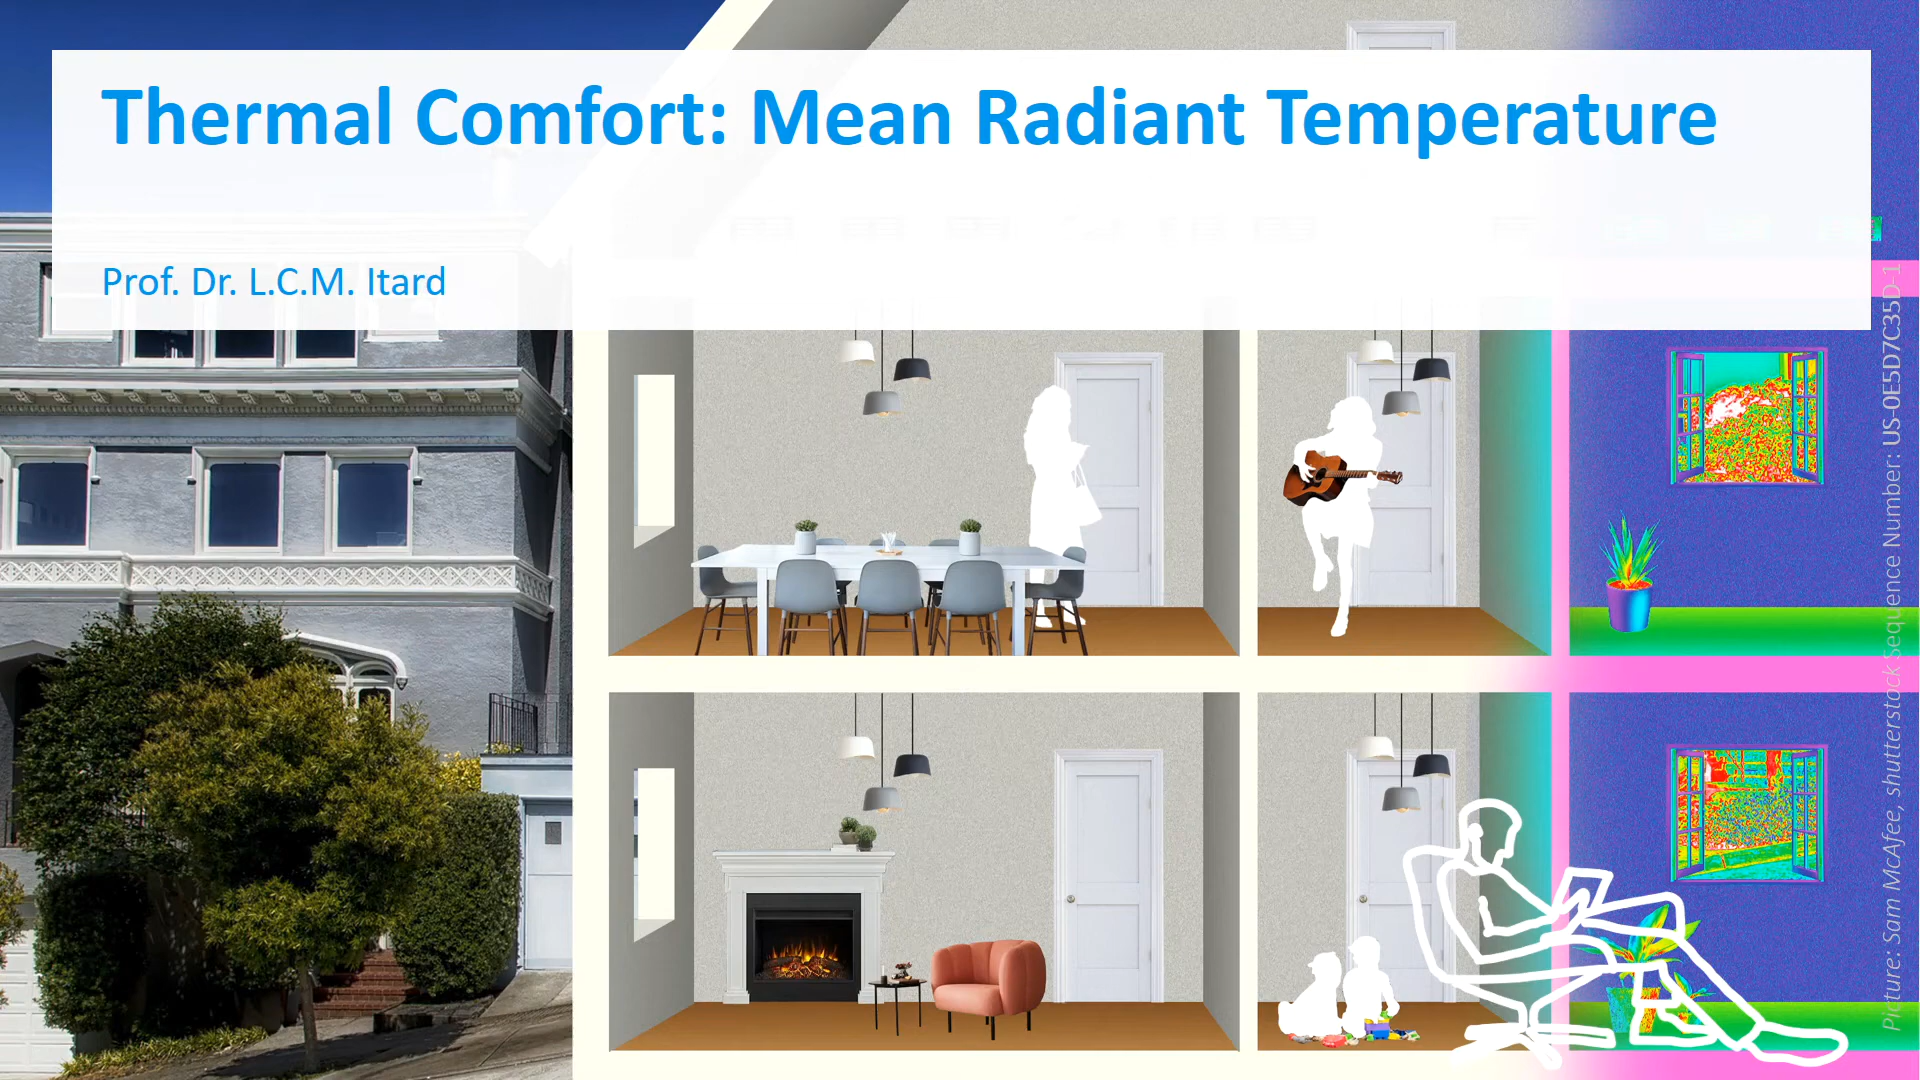 Thermal Comfort: Mean Radiant Temperature
Prof. Dr. L.C.M. Itard
Picture: Sam McAfee, shutterstock Sequence Number: US-0E5D7C35D-1